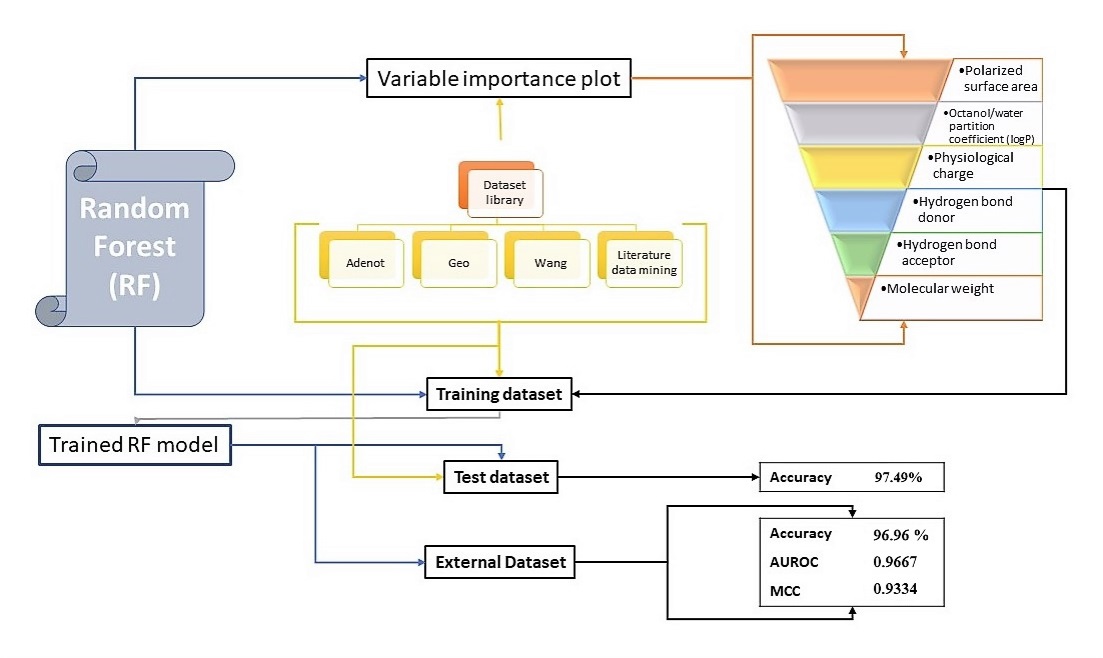 Variable importance plot
•Polarized
surface area
•Octanol/water
partition
coefficient (logP)
•Physiological
charge
•Hydrogen bond
donor
•Hydrogen bond
acceptor
•Molecular weight
Random
Forest
(RF)
Dataset
library
Adenot
Geo
Wang
Literature
data mining
Training dataset
Trained RF model
Test dataset
Accuracy 97.49%
External Dataset
Accuracy 96.96 %
AUROC 0.9667
MCC 0.9334